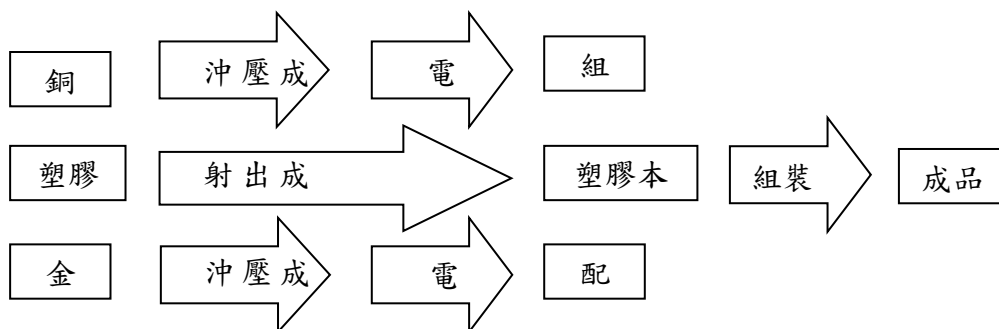 銅 沖壓成 電 組
塑膠 射出成 塑膠本 組裝 成品
金 沖壓成 電 配